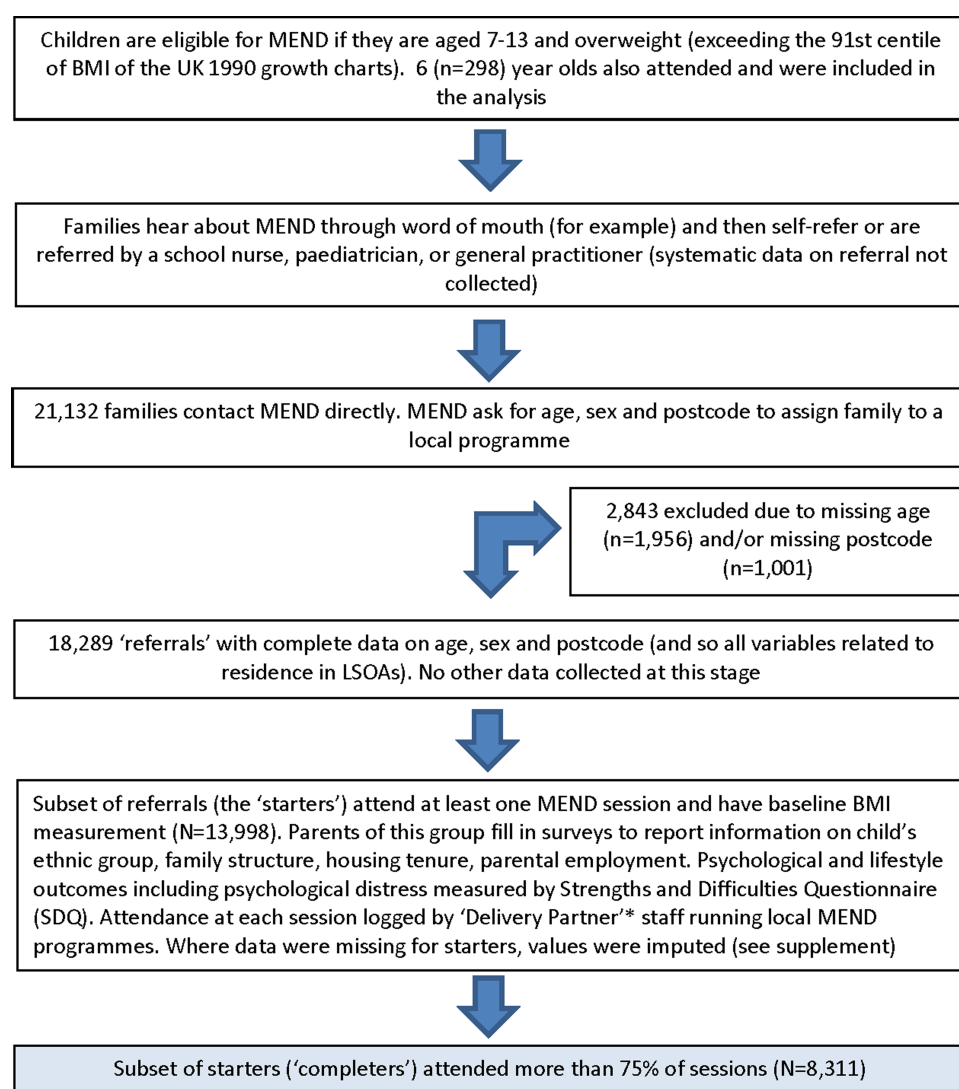 Children are eligible for MEND if they are aged 7-13 and overweight (exceeding the 91st centile
of BMI of the UK 1990 growth charts).  6 (n=298) year olds also attended and were included in
the analysis
Families hear about MEND through word of mouth (for example) and then self-refer or are
referred by a school nurse, paediatrician, or general practitioner (systematic data on referral not
collected)
21,132 families contact MEND directly. MEND ask for age, sex and postcode to assign family to a
local programme
2,843 excluded due to missing age
(n=1,956) and/or missing postcode
(n=1,001)
18,289 ‘referrals’ with complete data on age, sex and postcode (and so all variables related to
residence in LSOAs). No other data collected at this stage
Subset of referrals (the ‘starters’) attend at least one MEND session and have baseline BMI
measurement (N=13,998). Parents of this group fill in surveys to report information on child’s
ethnic group, family structure, housing tenure, parental employment. Psychological and lifestyle
outcomes including psychological distress measured by Strengths and Difficulties Questionnaire
(SDQ). Attendance at each session logged by ‘Delivery Partner’* staff running local MEND
programmes. Where data were missing for starters, values were imputed (see supplement)
Subset of starters (‘completers’) attended more than 75% of sessions (N=8,311)